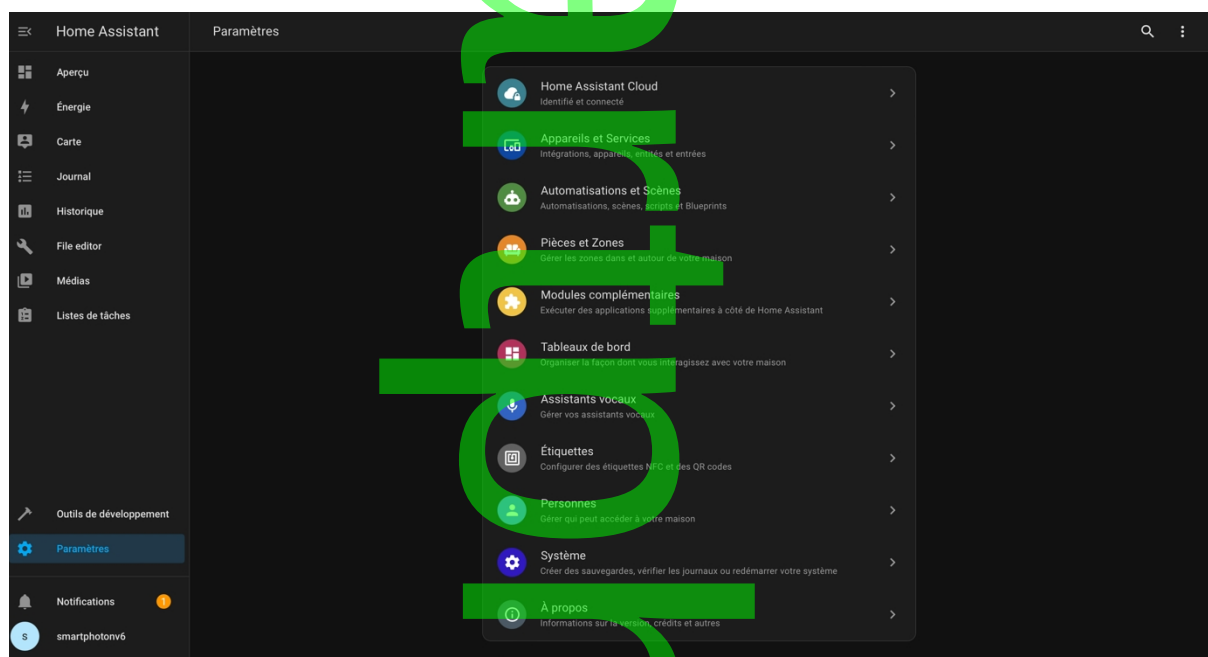 Home Assistant
Paramètres
Aperçu
Énergie
Carte
Journal
Historique
File editor
Médias
Listes de tâches
Outils de développement
Paramètres
Notifications
1
S
smartphotonv6
Home Assistant Cloud
Identifié et connecté
Appareils et Services
Intégrations, appareils, entités et entrées
Automatisations et Scènes
Automatisations, scènes, scripts et Blueprints
Pièces et Zones
Gérer les zones dans et autour de votre maison
Modules complémentaires
Exécuter des applications supplémentaires à côté de Home Assistant
Tableaux de bord
Organiser la façon dont vous interagissez avec votre maison
Assistants vocaux
Gérer vos assistants vocaux
Étiquettes
Configurer des étiquettes NFC et des QR codes
Personnes
Gérer qui peut accéder à votre maison
Système
Créer des sauvegardes, vérifier les journaux ou redémarrer votre système
À propos
Informations sur la version, crédits et autres